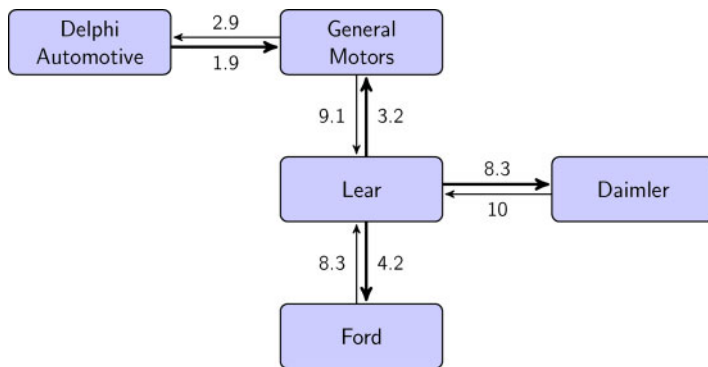 Delphi
Automotive
2.9
1.9
General
Motors
9.1
3.2
Lear
8.3
10
Daimler
8.3
4.2
Ford